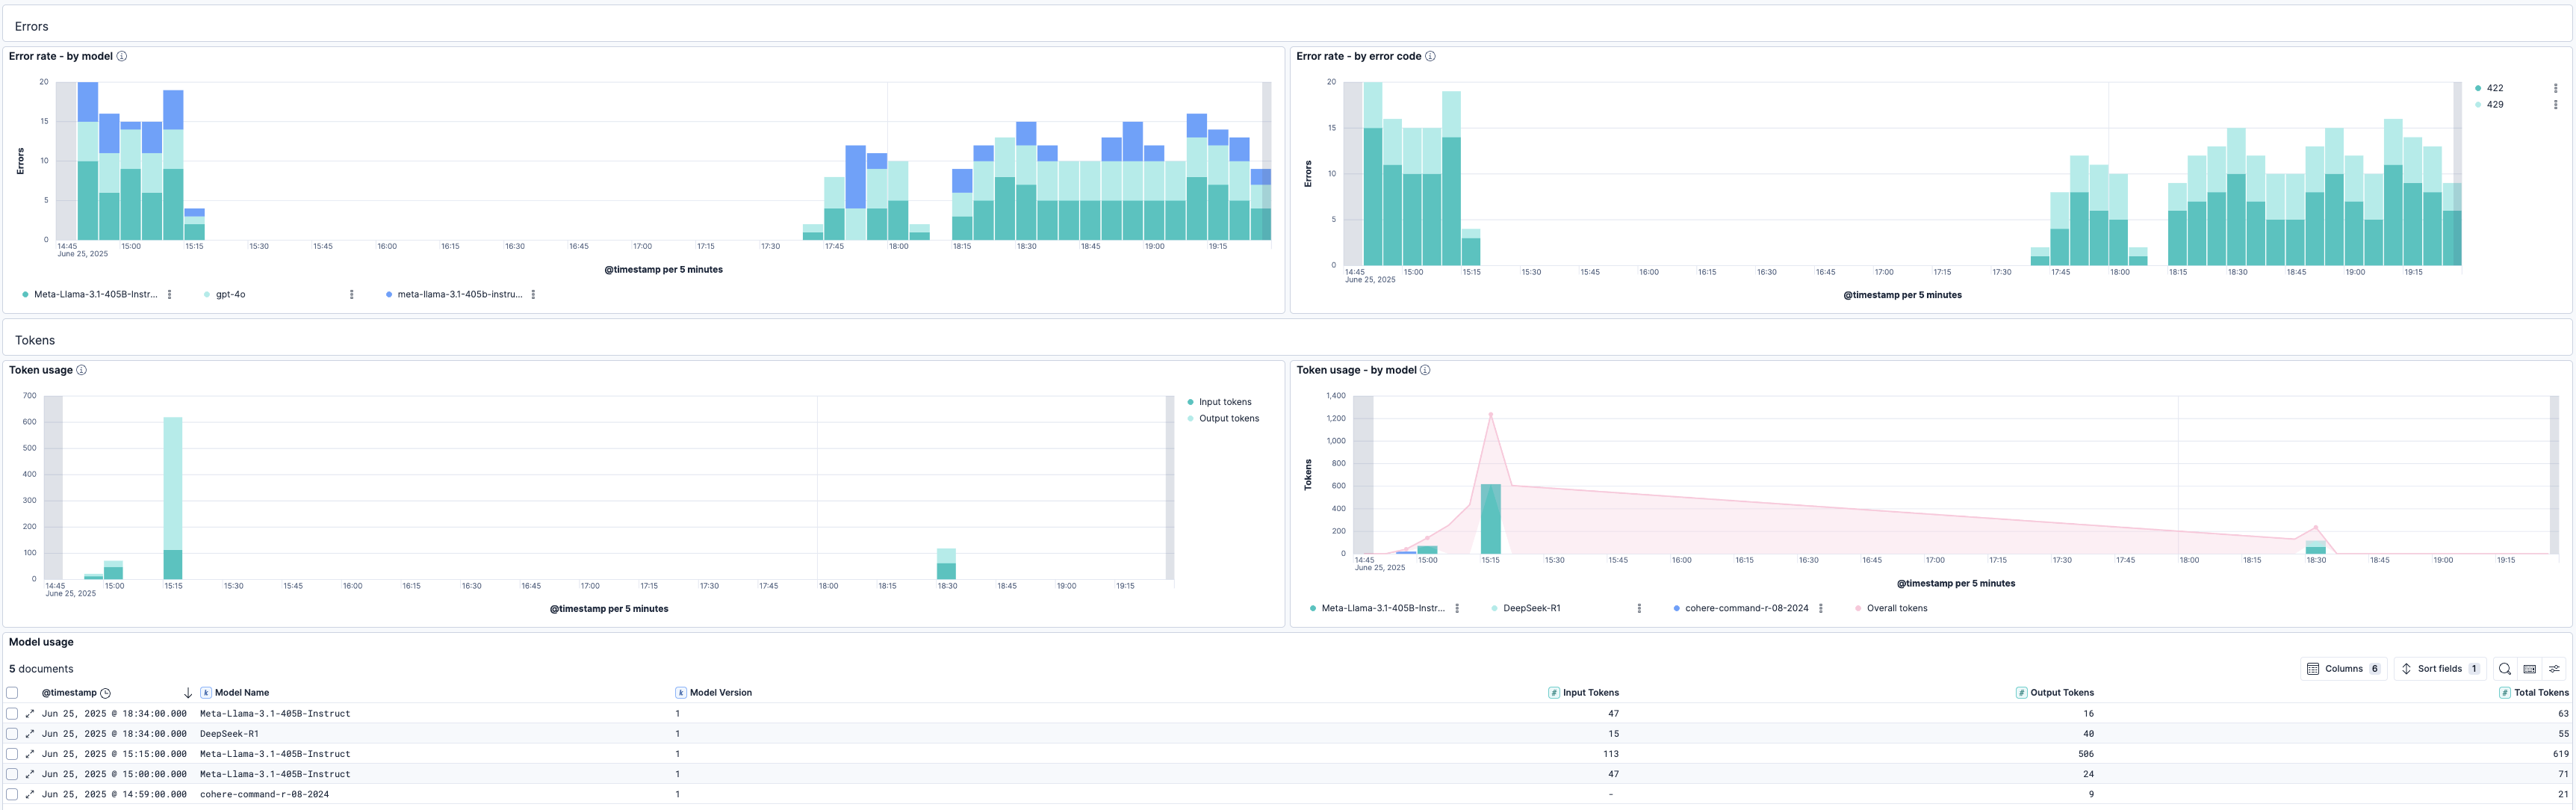 Errors
Error rate - by model
Error rate - by error code
20
15
10
5
0
Errors
14:45 15:00 15:15 15:30 15:45 16:00 16:15 16:30 16:45 17:00 17:15 17:30 17:45 18:00 18:15 18:30 18:45 19:00 19:15
June 25, 2025
@timestamp per 5 minutes
Meta-Llama-3.1-405B-Instr... gpt-4o meta-llama-3.1-405b-instru...
20
15
10
5
0
Errors
14:45 15:00 15:15 15:30 15:45 16:00 16:15 16:30 16:45 17:00 17:15 17:30 17:45 18:00 18:15 18:30 18:45 19:00 19:15
June 25, 2025
@timestamp per 5 minutes
422
429
Tokens
Token usage
700
600
500
400
300
200
100
0
14:45 15:00 15:15 15:30 15:45 16:00 16:15 16:30 16:45 17:00 17:15 17:30 17:45 18:00 18:15 18:30 18:45 19:00 19:15
June 25, 2025
@timestamp per 5 minutes
Input tokens
Output tokens
Token usage - by model
1,400
1,200
1,000
800
600
400
200
0
Tokens
14:45 15:00 15:15 15:30 15:45 16:00 16:15 16:30 16:45 17:00 17:15 17:30 17:45 18:00 18:15 18:30 18:45 19:00 19:15
June 25, 2025
@timestamp per 5 minutes
Meta-Llama-3.1-405B-Instr... DeepSeek-R1 cohere-command-r-08-2024 Overall tokens
Model usage
5 documents
Columns 6 Sort fields 1
@timestamp k Model Name k Model Version # Input Tokens # Output Tokens # Total Tokens
Jun 25, 2025 @ 18:34:00.000 Meta-Llama-3.1-405B-Instruct 1 47 16 63
Jun 25, 2025 @ 18:34:00.000 DeepSeek-R1 1 15 40 55
Jun 25, 2025 @ 15:15:00.000 Meta-Llama-3.1-405B-Instruct 1 113 506 619
Jun 25, 2025 @ 15:00:00.000 Meta-Llama-3.1-405B-Instruct 1 47 24 71
Jun 25, 2025 @ 14:59:00.000 cohere-command-r-08-2024 1 - 9 21